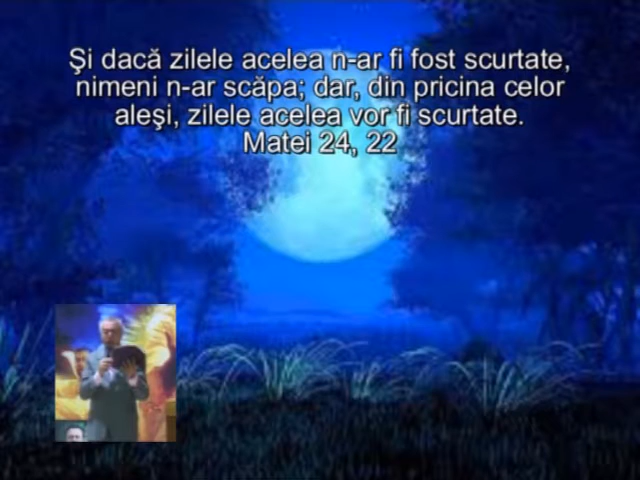 Şi dacă zilele acelea n-ar fi fost scurtate,
nimeni n-ar scăpa; dar, din pricina celor
aleşi, zilele acelea vor fi scurtate.
Matei 24, 22